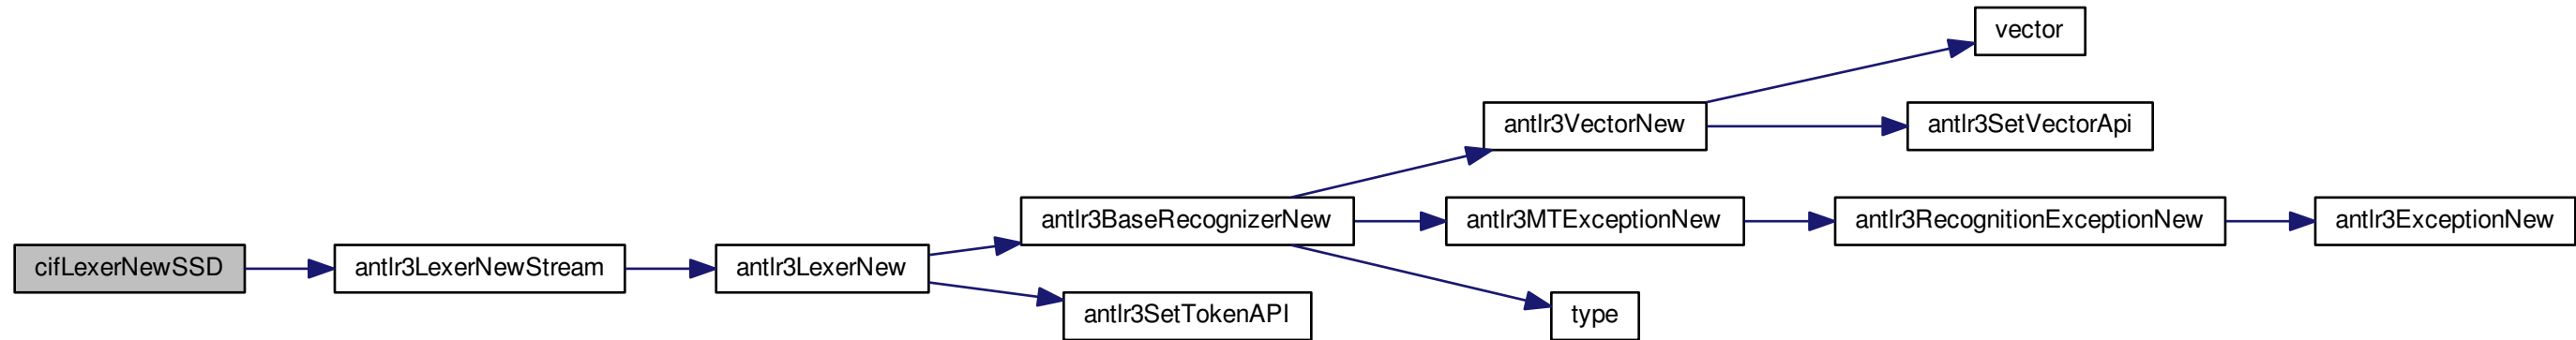 vector
antlr3VectorNew
antlr3SetVectorApi
antlr3BaseRecognizerNew
antlr3MTExceptionNew
antlr3RecognitionExceptionNew
antlr3ExceptionNew
cifLexerNewSSD
antlr3LexerNewStream
antlr3LexerNew
antlr3SetTokenAPI
type